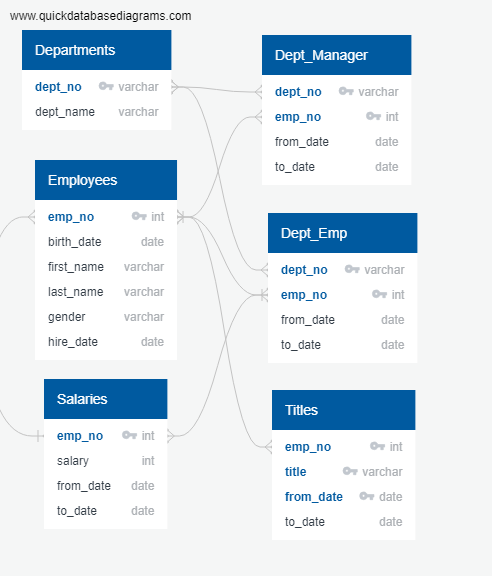 www.quickdatabasediagrams.com
Departments
dept_no varchar
dept_name varchar
Dept_Manager
dept_no varchar
emp_no int
from_date date
to_date date
Employees
emp_no int
birth_date date
first_name varchar
last_name varchar
gender varchar
hire_date date
Dept_Emp
dept_no varchar
emp_no int
from_date date
to_date date
Salaries
emp_no int
salary int
from_date date
to_date date
Titles
emp_no int
title varchar
from_date date
to_date date